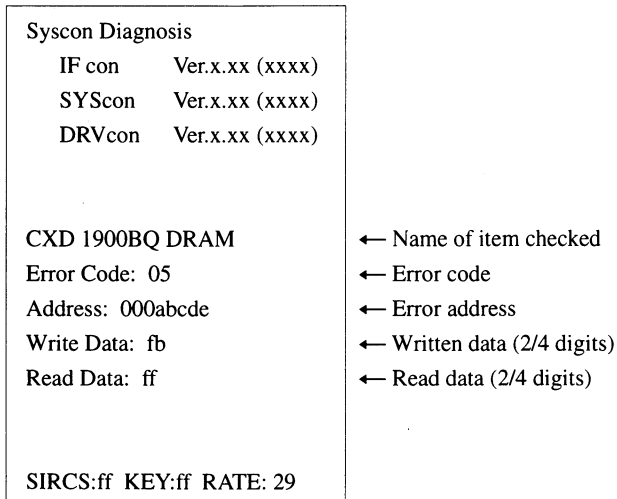 Syscon Diagnosis
IF con Ver.x.xx (xxxx)
SYScon Ver.x.xx (xxxx)
DRVcon Ver.x.xx (xxxx)
CXD 1900BQ DRAM ← Name of item checked
Error Code: 05 ← Error code
Address: 000abcde ← Error address
Write Data: fb ← Written data (2/4 digits)
Read Data: ff ← Read data (2/4 digits)
SIRCS:ff KEY:ff RATE: 29